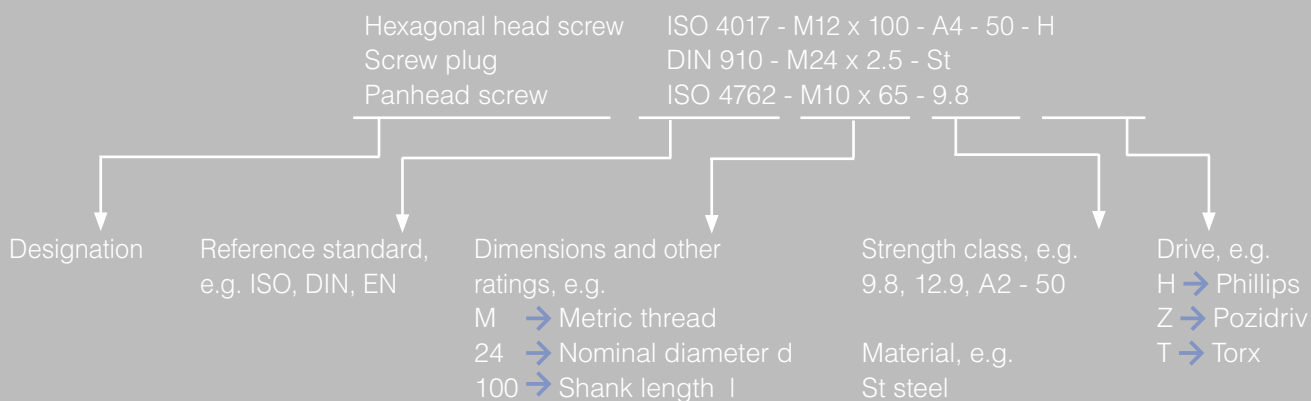 Hexagonal head screw ISO 4017 - M12 x 100 - A4 - 50 - H
Screw plug DIN 910 - M24 x 2.5 - St
Panhead screw ISO 4762 - M10 x 65 - 9.8
Designation
Reference standard,
e.g. ISO, DIN, EN
Dimensions and other
ratings, e.g.
M → Metric thread
24 → Nominal diameter d
100 → Shank length l
Strength class, e.g.
9.8, 12.9, A2 - 50
Material, e.g.
St steel
Drive, e.g.
H → Phillips
Z → Pozidriv
T → Torx